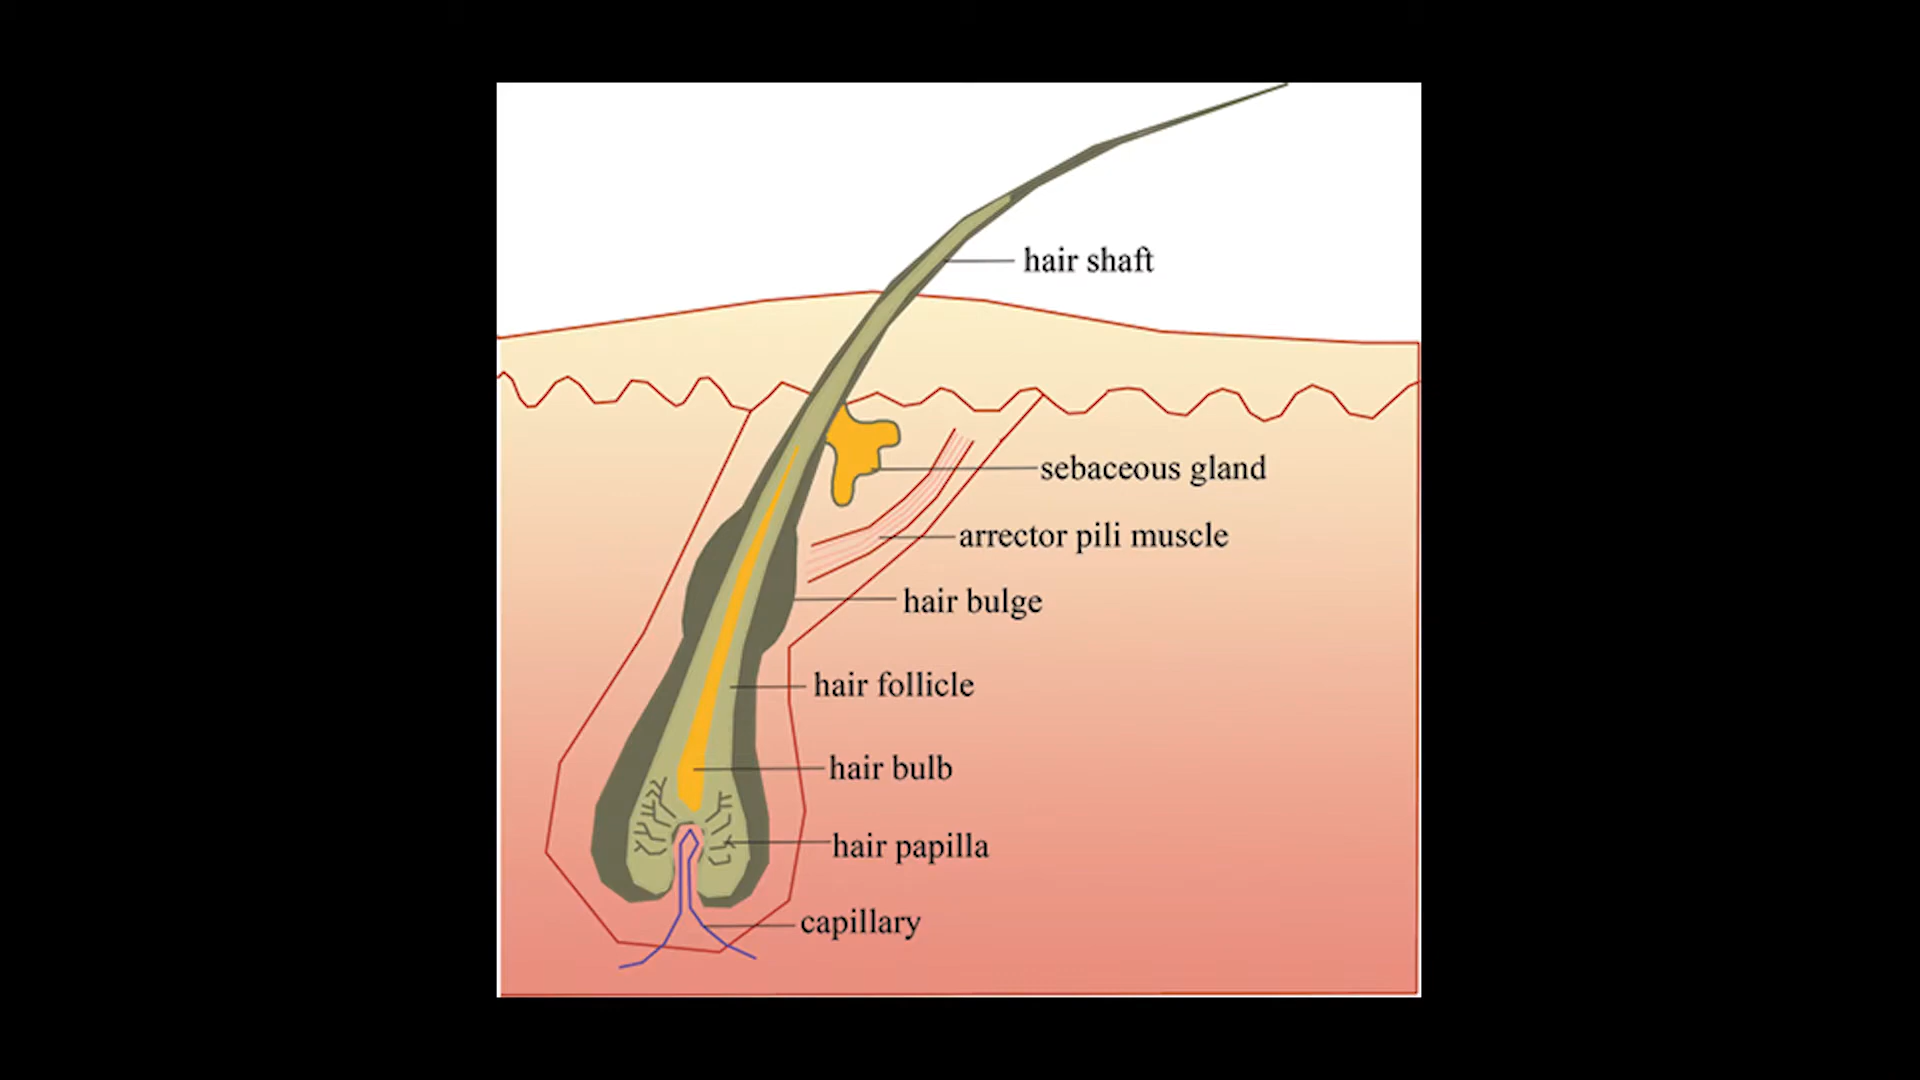 hair shaft
sebaceous gland
arrector pili muscle
hair bulge
hair follicle
hair bulb
hair papilla
capillary